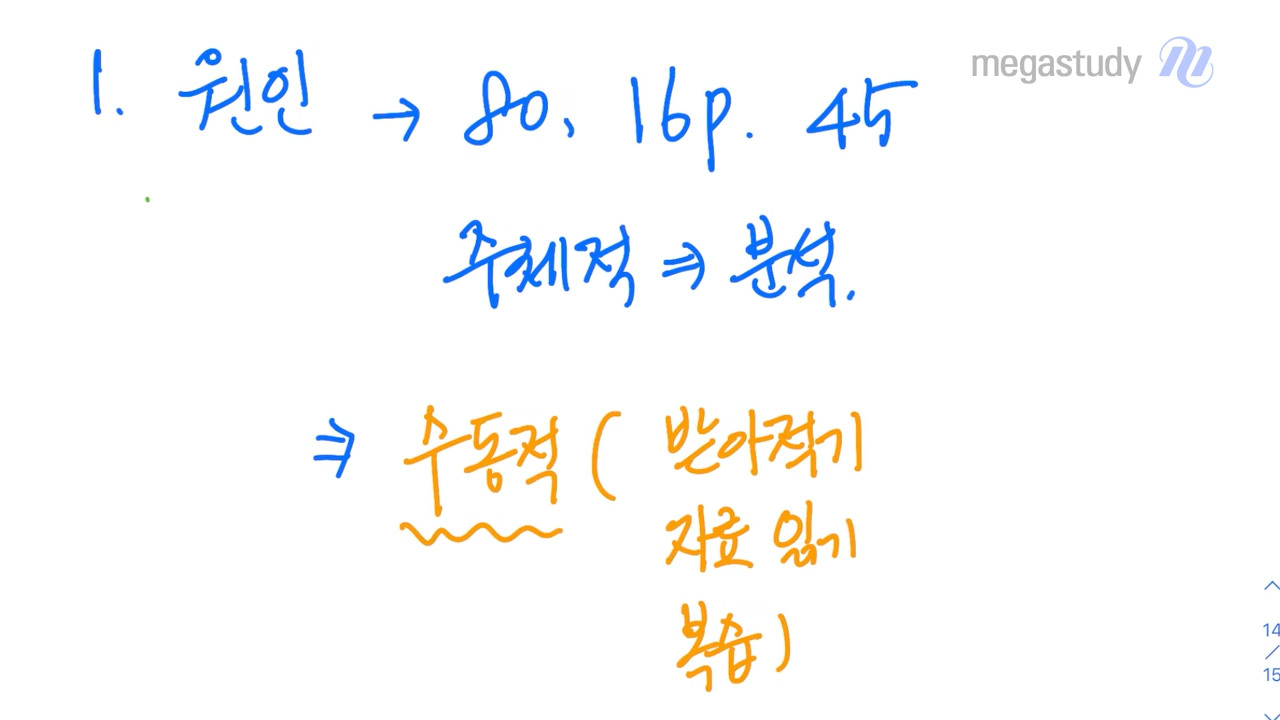 megastudy
1. 원인 → 80, 16p. 45
주체적 ⇒ 분석.
⇒ 수동적 ( 받아적기
자료 읽기
복습 )
14
/
15